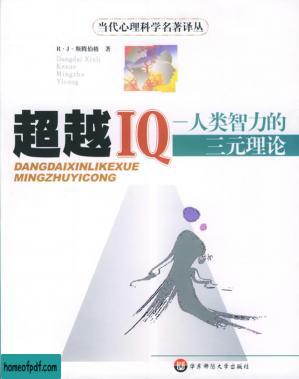 当代心理科学名著译丛
R·J·斯腾伯格 著
Dangdai Xinli
Kexue
Mingzhu
Yicong
超越IQ
—人类智力的
三元理论
DANGDAIXINLIKEXUE
MINGZHUYICONG
华东师范大学出版社
homeofpdf.com